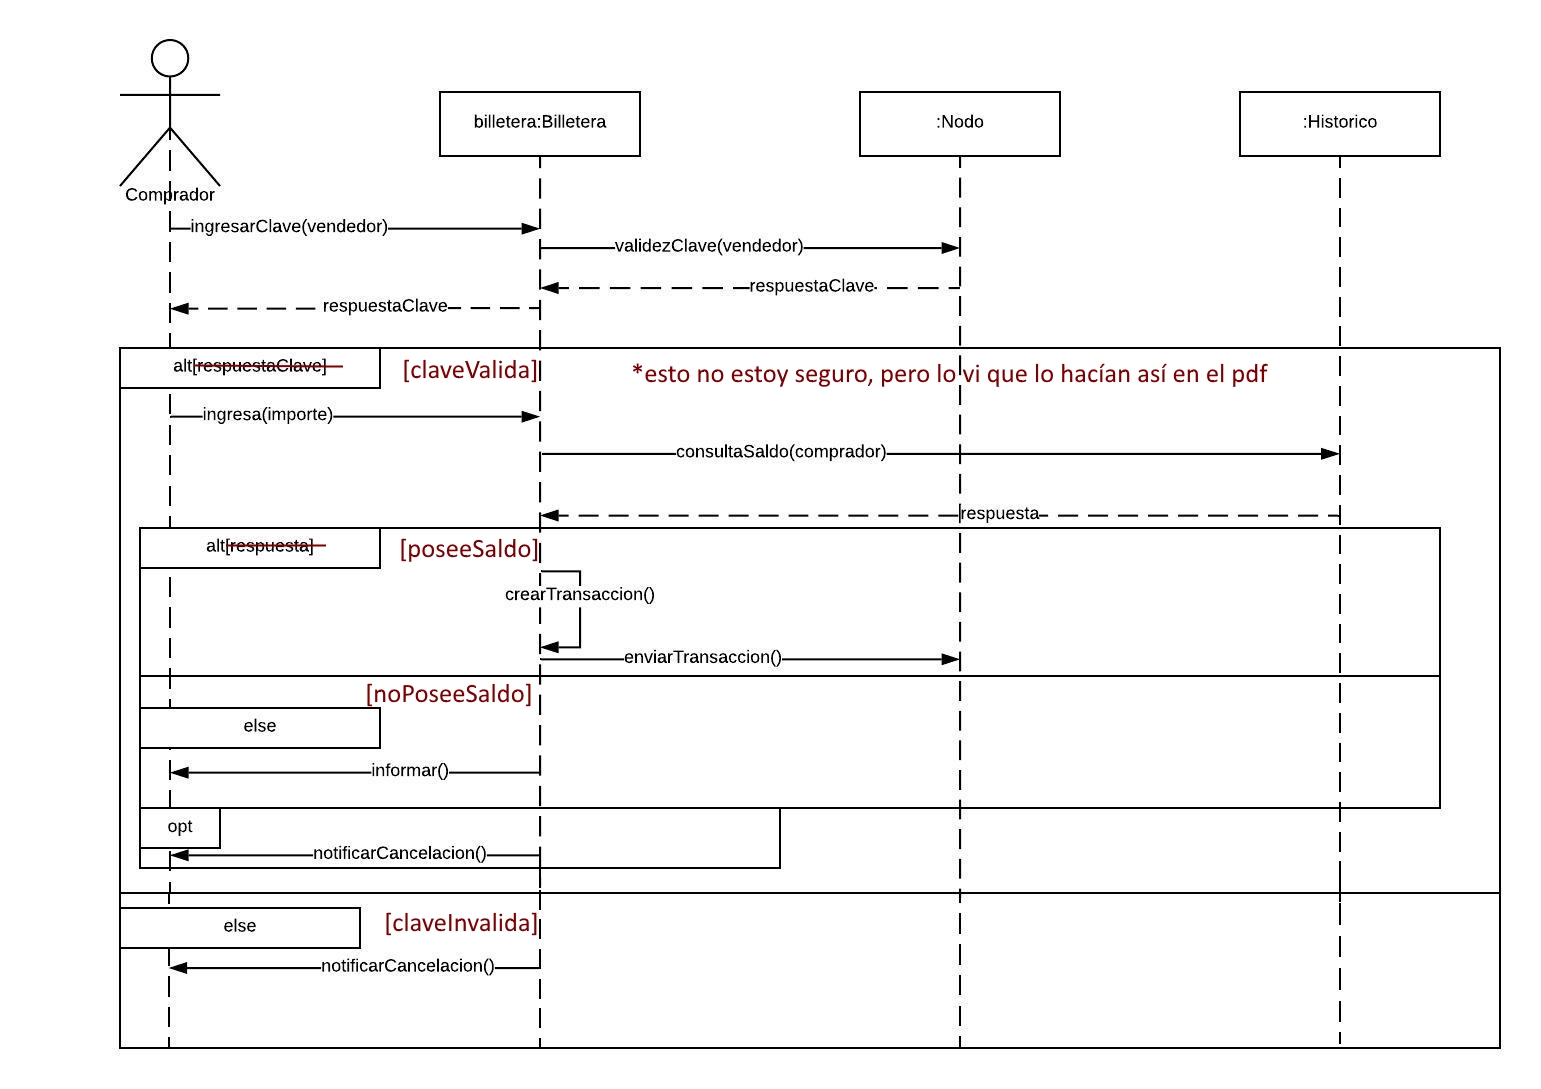 Comprador
billetera:Billetera
:Nodo
:Historico
ingresarClave(vendedor)
validezClave(vendedor)
respuestaClave
respuestaClave
alt[respuestaClave]
[claveValida]
*esto no estoy seguro, pero lo vi que lo hacían así en el pdf
ingresa(importe)
consultaSaldo(comprador)
respuesta
alt[respuesta]
[poseeSaldo]
crearTransaccion()
enviarTransaccion()
[noPoseeSaldo]
else
informar()
opt
notificarCancelacion()
else
[claveInvalida]
notificarCancelacion()